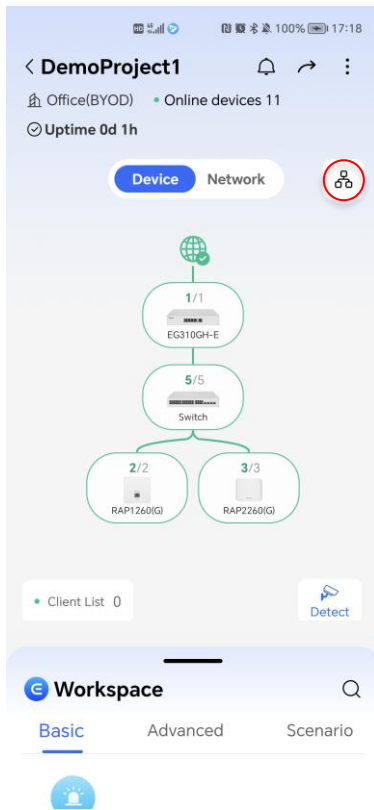 100% 17:18
DemoProject1
Office(BYOD) • Online devices 11
Uptime 0d 1h
Device Network
1/1
EG310GH-E
5/5
Switch
2/2 3/3
RAP1260(G) RAP2260(G)
• Client List 0
Detect
Workspace
Basic Advanced Scenario